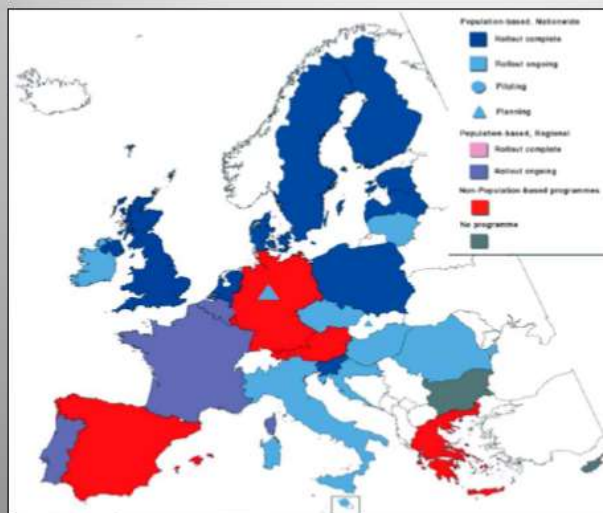 Population-based, Nationwide
Rollout complete
Rollout ongoing
Piloting
Planning
Population-based, Regional
Rollout complete
Rollout ongoing
Non-Population-based programmes
No programme